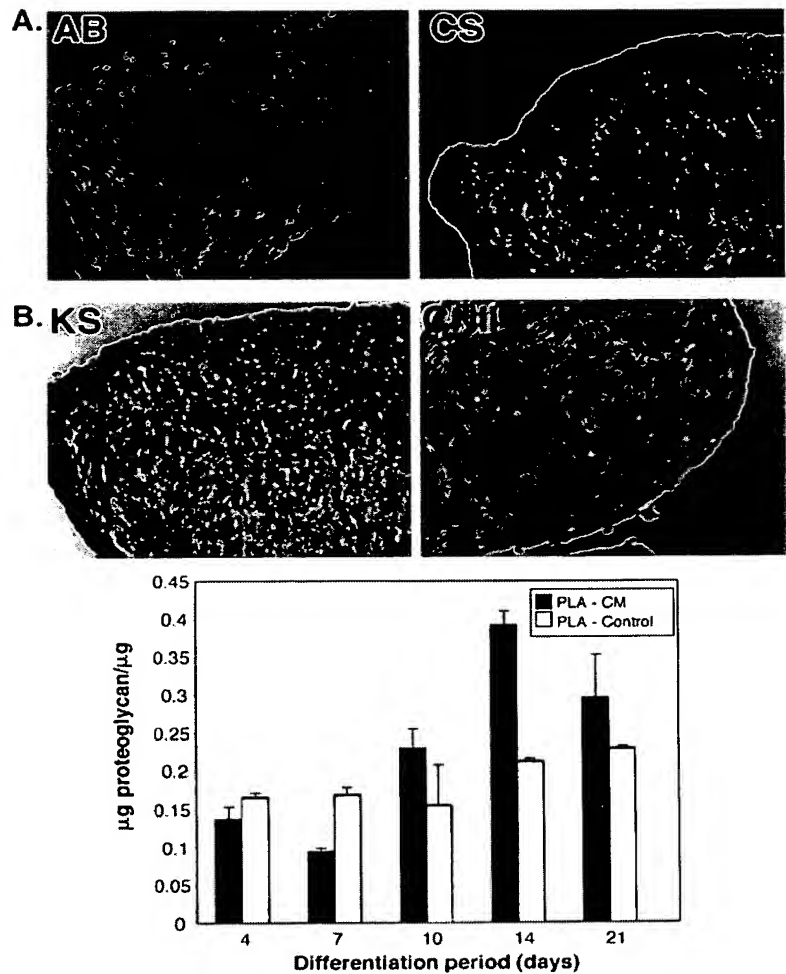 A. AB
CS
B. KS
0.45
0.4
0.35
0.3
0.25
0.2
0.15
0.1
0.05
0
μg proteoglycan/μg
PLA - CM
PLA - Control
4 7 10 14 21
Differentiation period (days)